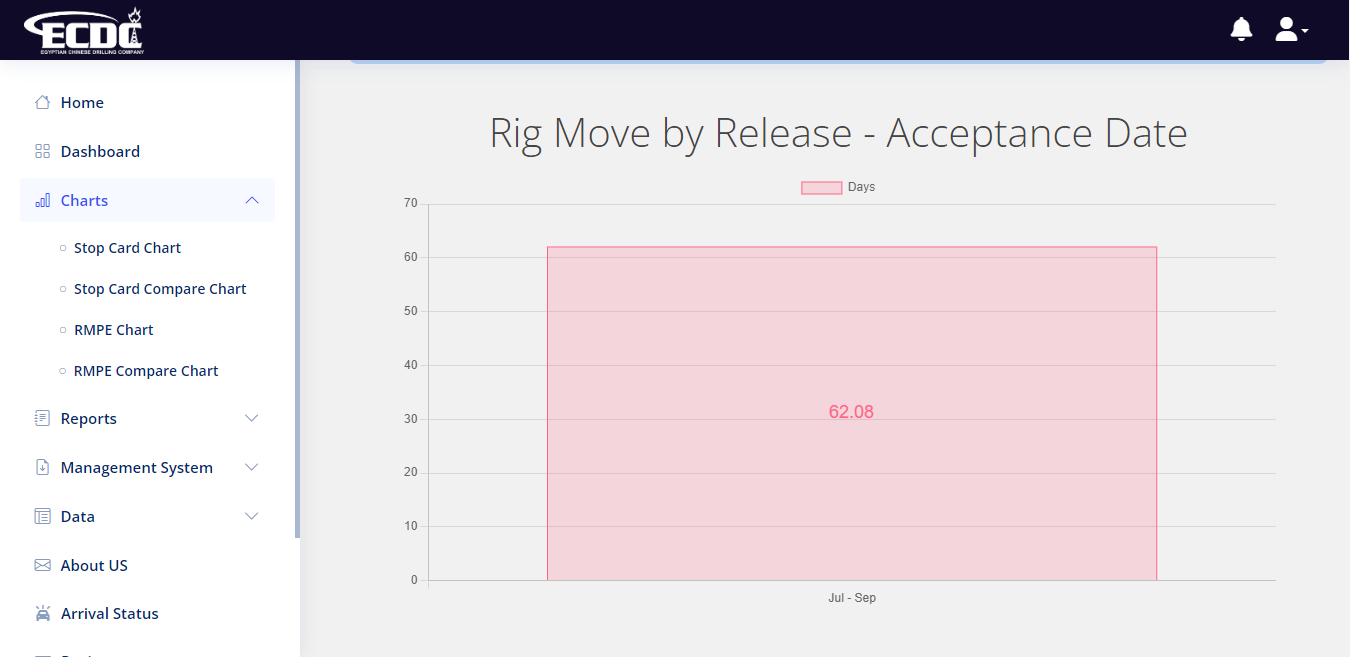 ECDC
EGYPTIAN CHINESE DRILLING COMPANY
Home
Dashboard
Charts
Stop Card Chart
Stop Card Compare Chart
RMPE Chart
RMPE Compare Chart
Reports
Management System
Data
About US
Arrival Status
Rig Move by Release - Acceptance Date
Days
70
60
50
40
30
20
10
0
62.08
Jul - Sep